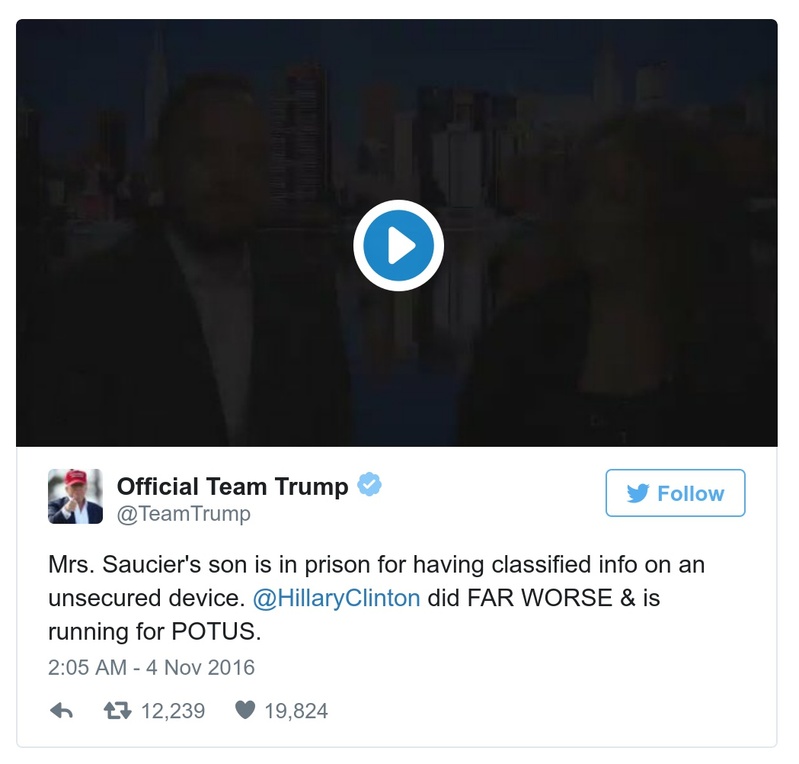 Official Team Trump
@TeamTrump
Follow
Mrs. Saucier's son is in prison for having classified info on an
unsecured device. @HillaryClinton did FAR WORSE & is
running for POTUS.
2:05 AM - 4 Nov 2016
12,239 19,824